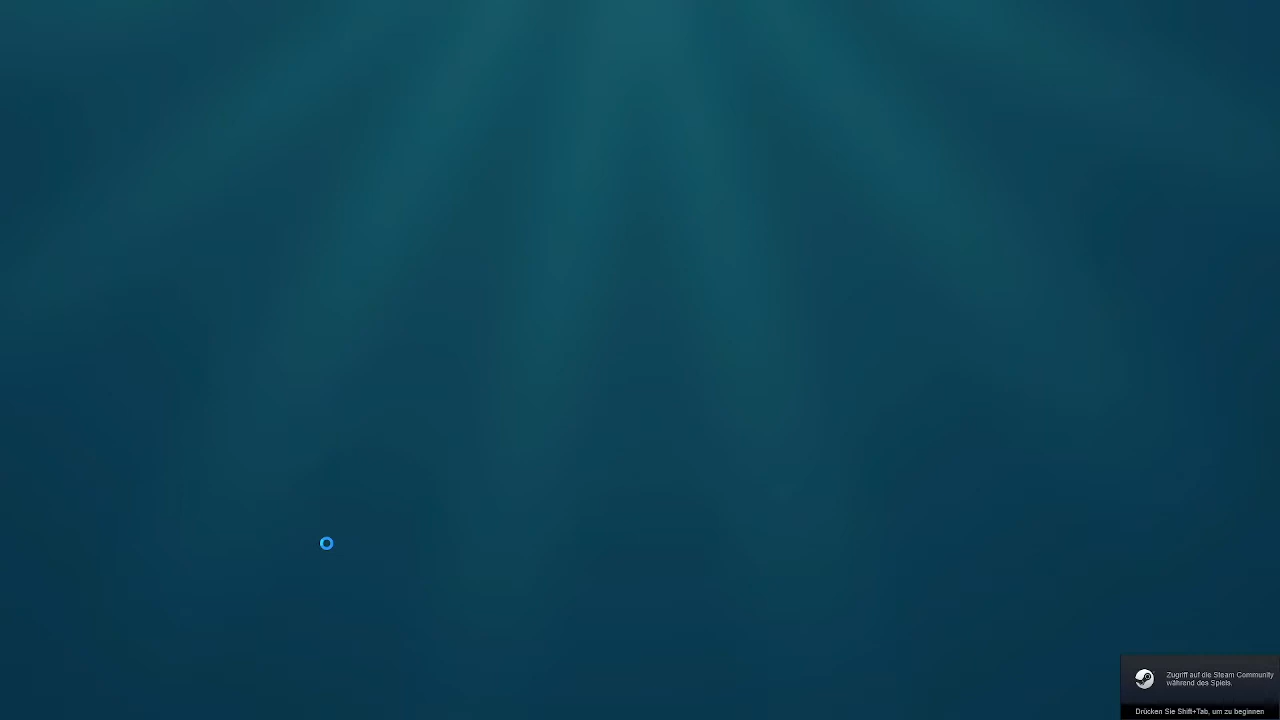 Zugriff auf die Steam Community
während des Spiels.
Drücken Sie Shift+Tab, um zu beginnen